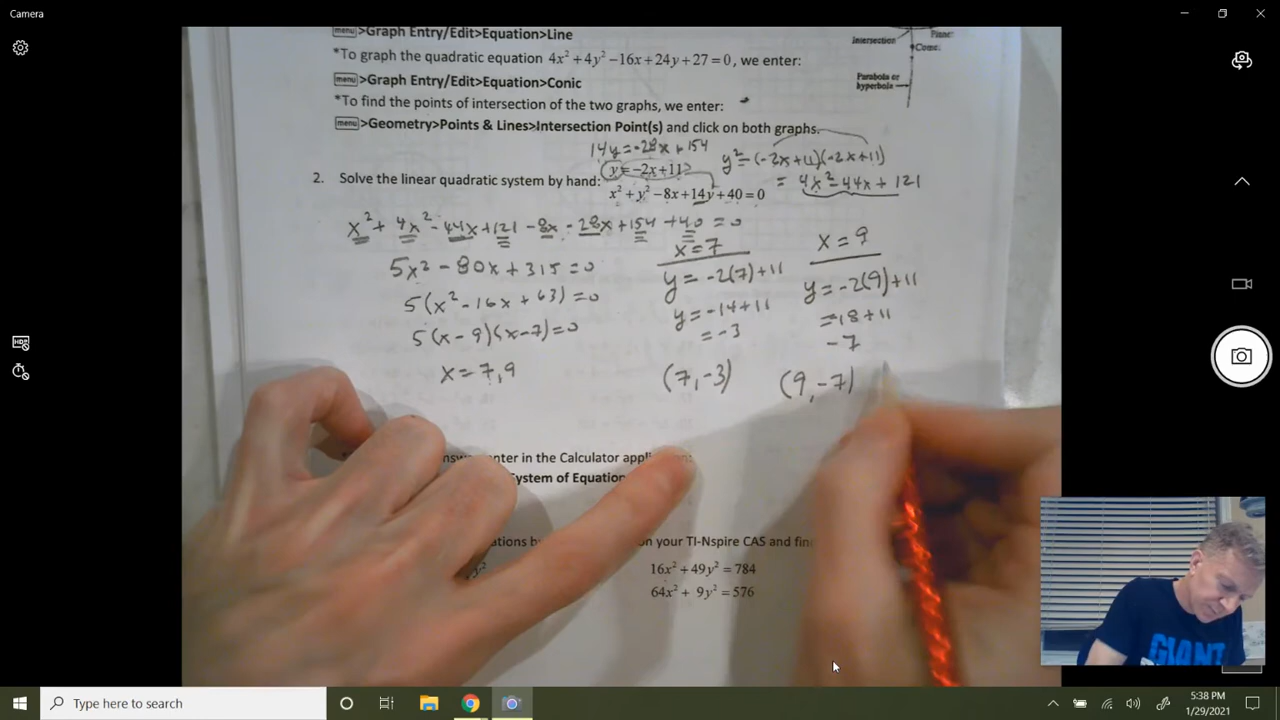 Camera
menu >Graph Entry/Edit>Equation>Line
*To graph the quadratic equation 4x²+4y²−16x+24y+27=0, we enter:
menu >Graph Entry/Edit>Equation>Conic
*To find the points of intersection of the two graphs, we enter:
menu >Geometry>Points & Lines>Intersection Point(s) and click on both graphs.
Intersection
Plane
Cone
Parabola or
hyperbola
14y=-28x+154
2. Solve the linear quadratic system by hand:
y=−2x+11
x²+y²−8x+14y+40=0
y²=(-2x+11)(-2x+11)
= 4x²-44x+121
x²+4x²-44x+121-8x-28x+154+40=0
5x²-80x+315=0
5(x²-16x+63)=0
5(x-9)(x-7)=0
x=7,9
x=7
y=-2(7)+11
y=-14+11
=-3
(7,-3)
x=9
y=-2(9)+11
=-18+11
-7
(9,-7)
enter in the Calculator
System of
on your TI-Nspire CAS and
16x²+49y²=784
64x²+ 9y²=576
GIANT
Type here to search
5:38 PM
1/29/2021